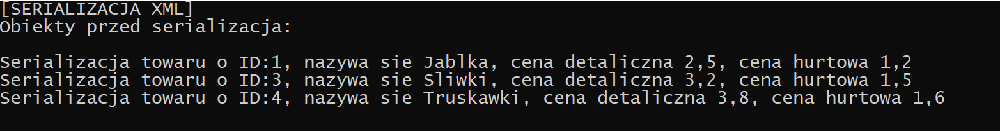 [SERIALIZACJA XML]
Obiekty przed serializacja:
Serializacja towaru o ID:1, nazywa sie Jablka, cena detaliczna 2,5, cena hurtowa 1,2
Serializacja towaru o ID:3, nazywa sie Sliwki, cena detaliczna 3,2, cena hurtowa 1,5
Serializacja towaru o ID:4, nazywa sie Truskawki, cena detaliczna 3,8, cena hurtowa 1,6